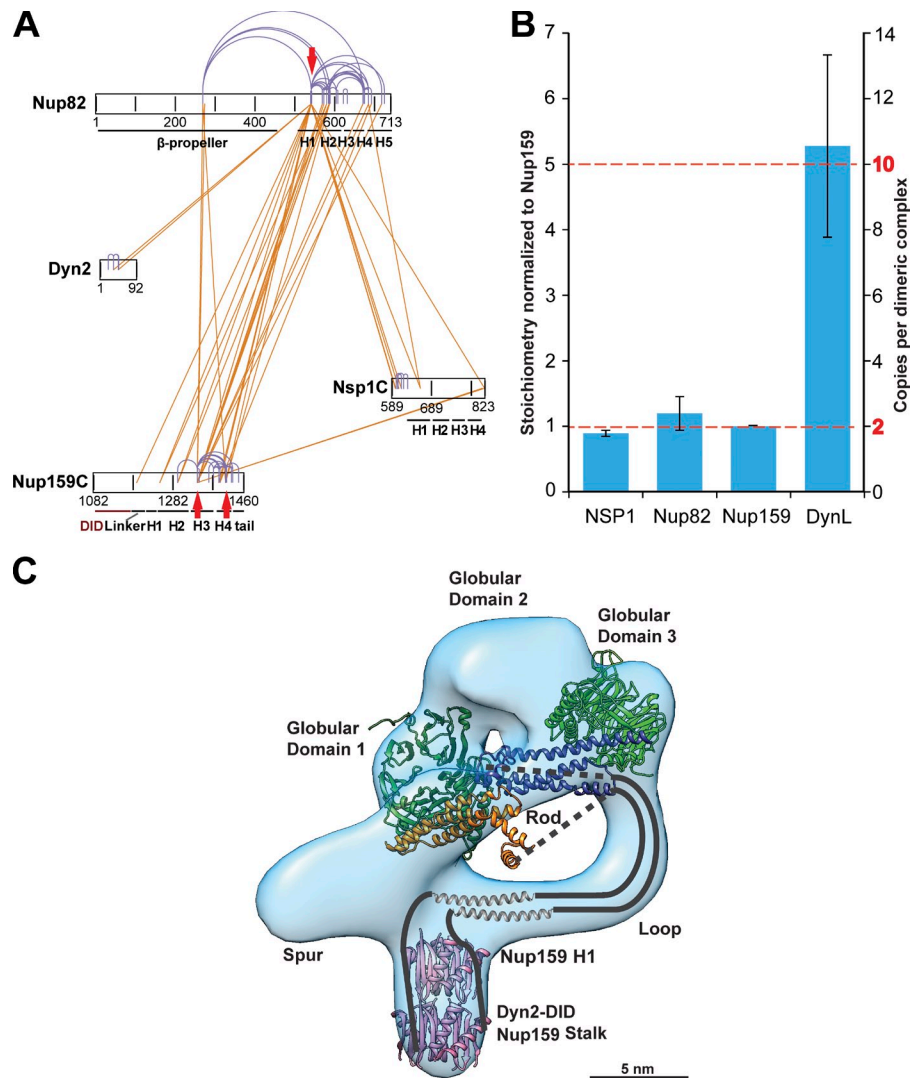 A
Nup82
1
200
400
600
713
β-propeller
H1
H2
H3
H4
H5
Dyn2
1
92
Nsp1C
589
689
823
H1
H2
H3
H4
Nup159C
1082
1282
1460
DID
Linker
H1
H2
H3
H4
tail
B
Stoichiometry normalized to Nup159
7
6
5
4
3
2
1
0
14
12
10
8
6
4
2
0
Copies per dimeric complex
NSP1
Nup82
Nup159
DynL
C
Globular
Domain 2
Globular
Domain 3
Globular
Domain 1
Rod
Loop
Spur
Nup159 H1
Dyn2-DID
Nup159 Stalk
5 nm